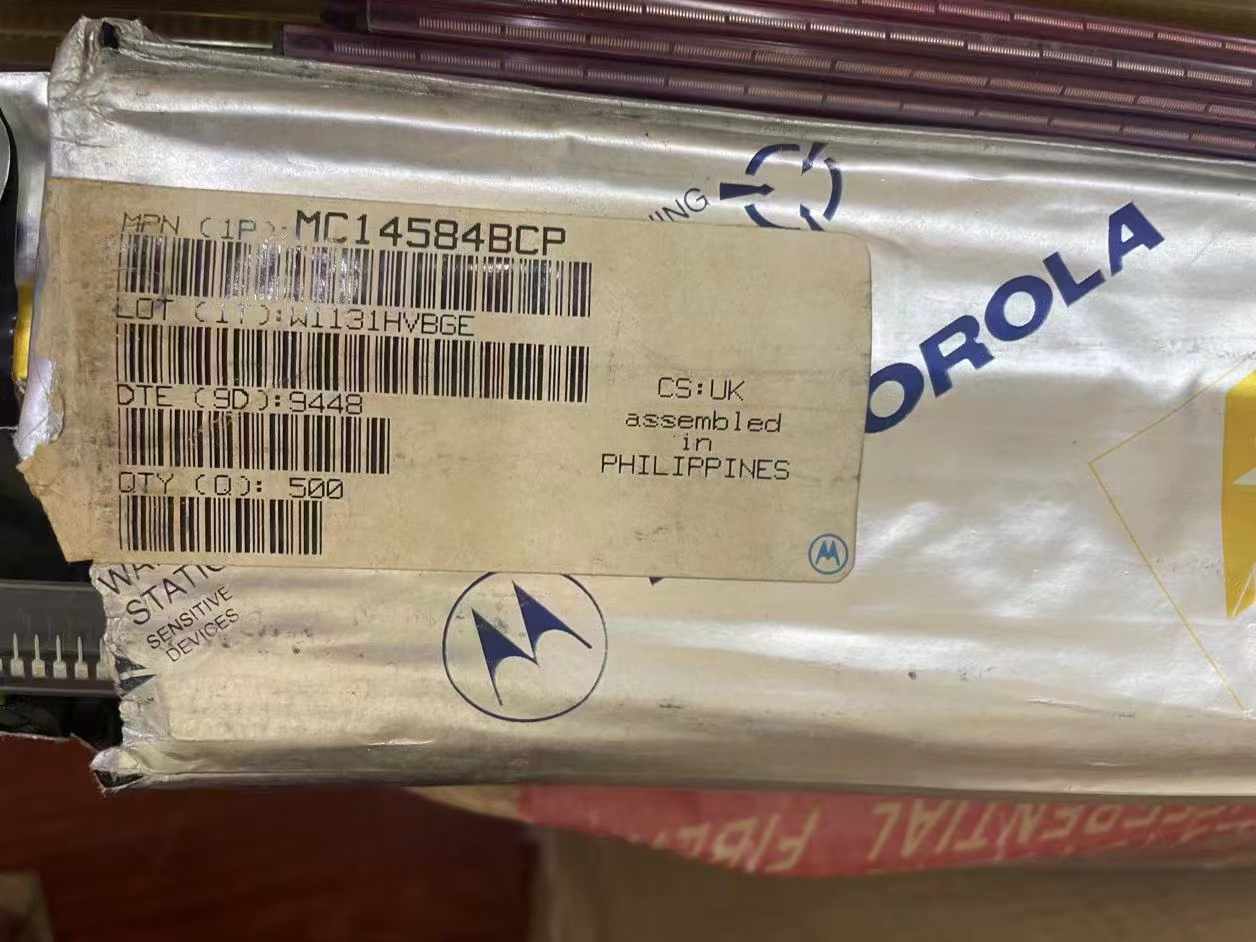 MPN (1P):MC14584BCP
LOT (1T):W1131HVBGE
DTE (9D):9448
QTY (Q): 500
CS:UK
assembled
in
PHILIPPINES
OROLA
STATIC
SENSITIVE
DEVICES